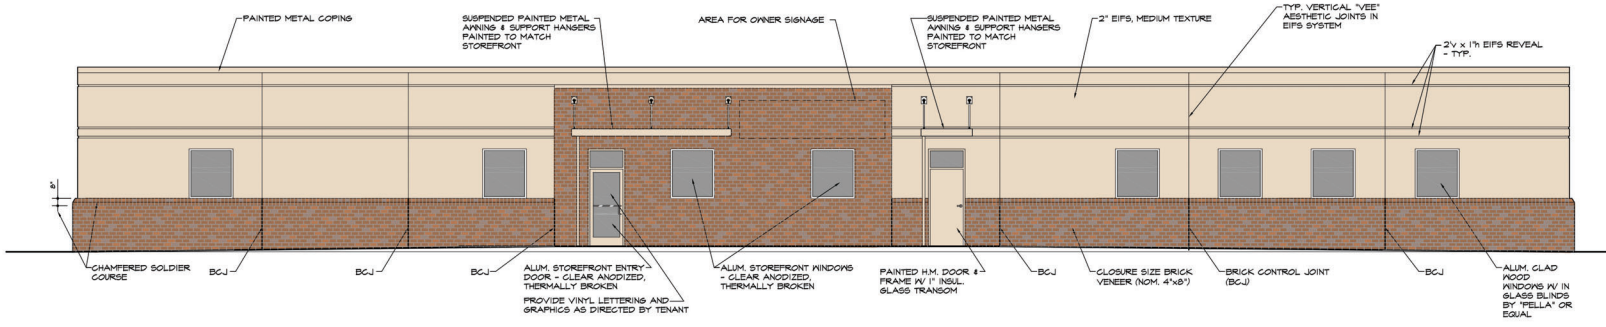 PAINTED METAL COPING
SUSPENDED PAINTED METAL
AWNING & SUPPORT HANGERS
PAINTED TO MATCH
STOREFRONT
AREA FOR OWNER SIGNAGE
SUSPENDED PAINTED METAL
AWNING & SUPPORT HANGERS
PAINTED TO MATCH
STOREFRONT
2" EIFS, MEDIUM TEXTURE
TYP. VERTICAL "VEE"
AESTHETIC JOINTS IN
EIFS SYSTEM
2"v x 1"h EIFS REVEAL
- TYP.
8"
CHAMFERED SOLDIER
COURSE
BCJ
BCJ
BCJ
ALUM. STOREFRONT ENTRY
DOOR - CLEAR ANODIZED,
THERMALLY BROKEN
PROVIDE VINYL LETTERING AND
GRAPHICS AS DIRECTED BY TENANT
ALUM. STOREFRONT WINDOWS
- CLEAR ANODIZED,
THERMALLY BROKEN
PAINTED H.M. DOOR &
FRAME W/ 1" INSUL.
GLASS TRANSOM
BCJ
CLOSURE SIZE BRICK
VENEER (NOM. 4"x8")
BRICK CONTROL JOINT
(BCJ)
BCJ
ALUM. CLAD
WOOD
WINDOWS W/ IN
GLASS BLINDS
BY "PELLA" OR
EQUAL